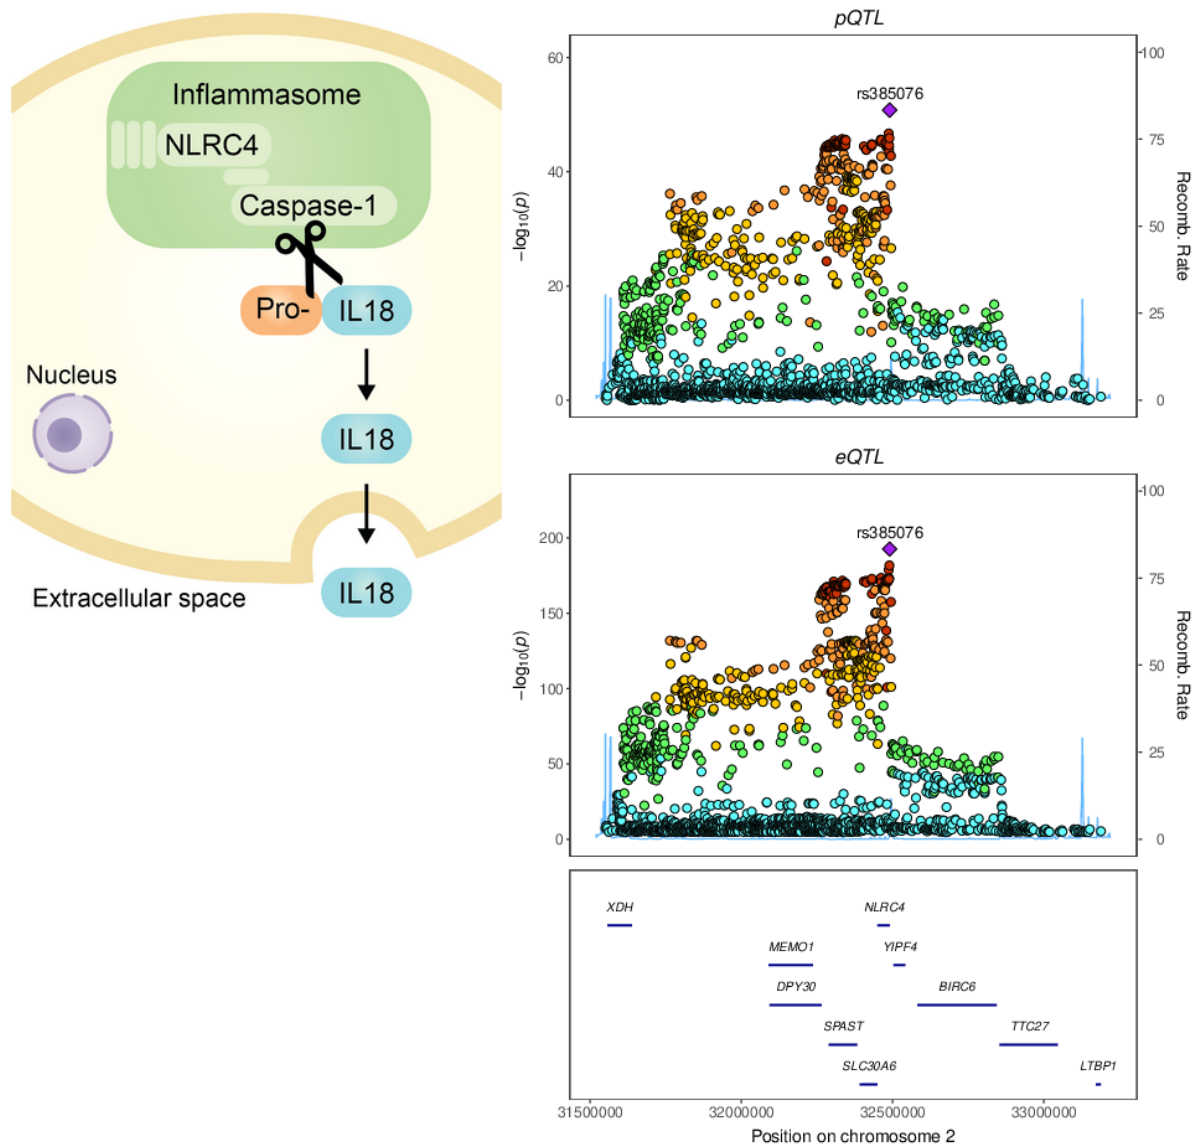 Inflammasome
NLRC4
Caspase-1
Pro-
IL18
Nucleus
IL18
IL18
Extracellular space
pQTL
rs385076
60
40
20
0
−log10(p)
100
75
50
25
0
Recomb. Rate
eQTL
rs385076
200
150
100
50
0
−log10(p)
100
75
50
25
0
Recomb. Rate
XDH
NLRC4
MEMO1
YIPF4
DPY30
BIRC6
SPAST
TTC27
SLC30A6
LTBP1
31500000
32000000
32500000
33000000
Position on chromosome 2